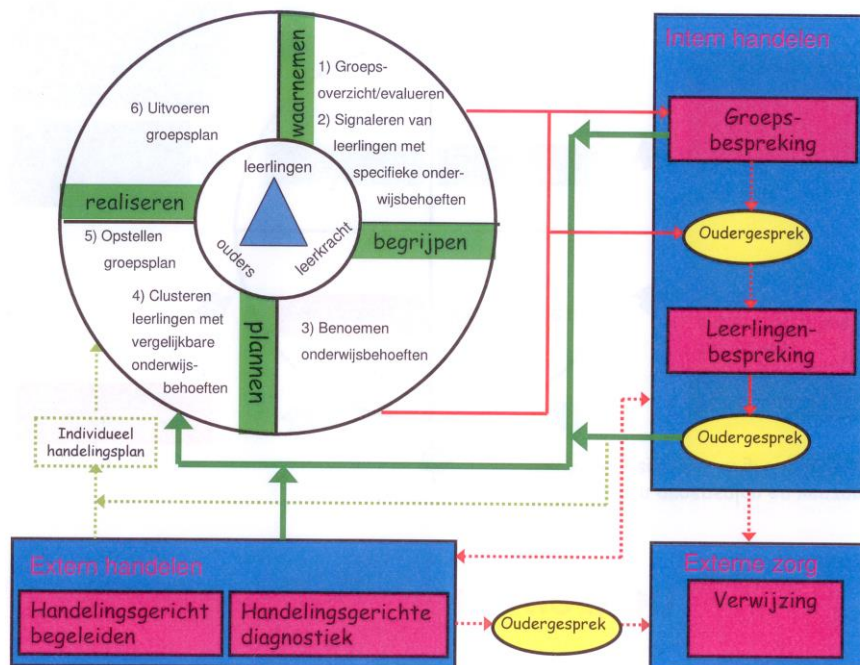 waarnemen
1) Groeps-
overzicht/evalueren
2) Signaleren van
leerlingen met
specifieke onder-
wijsbehoeften
begrijpen
3) Benoemen
onderwijsbehoeften
plannen
4) Clusteren
leerlingen met
vergelijkbare
onderwijs-
behoeften
5) Opstellen
groepsplan
realiseren
6) Uitvoeren
groepsplan
leerlingen
ouders
leerkracht
Individueel
handelingsplan
Intern handelen
Groeps-
bespreking
Oudergesprek
Leerlingen-
bespreking
Oudergesprek
Extern handelen
Handelingsgericht
begeleiden
Handelingsgerichte
diagnostiek
Oudergesprek
Externe zorg
Verwijzing